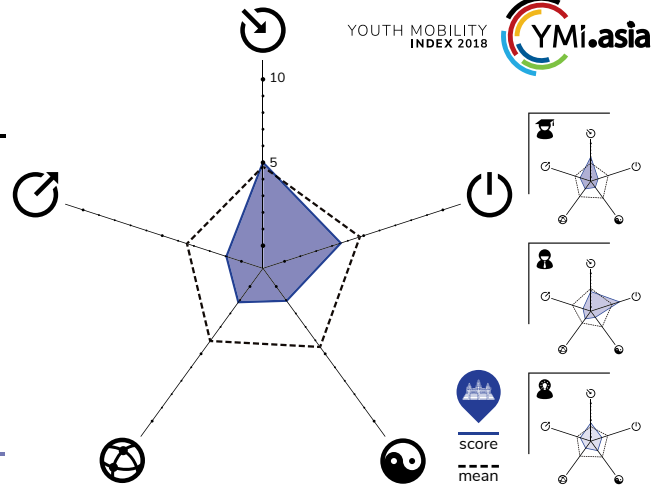 YOUTH MOBILITY
INDEX 2018
YMi.asia
10
5
score
mean